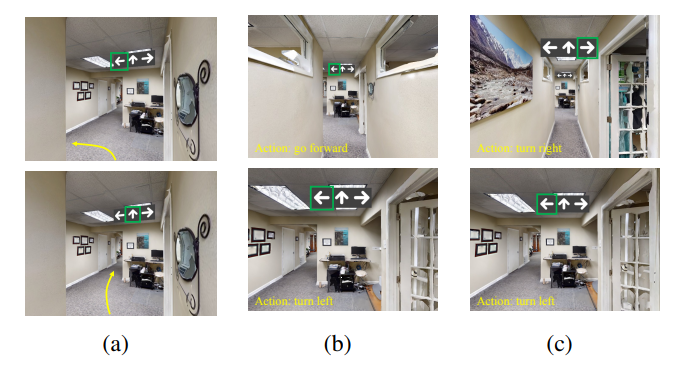 Action: go forward
Action: turn right
Action: turn left
Action: turn left
(a)
(b)
(c)